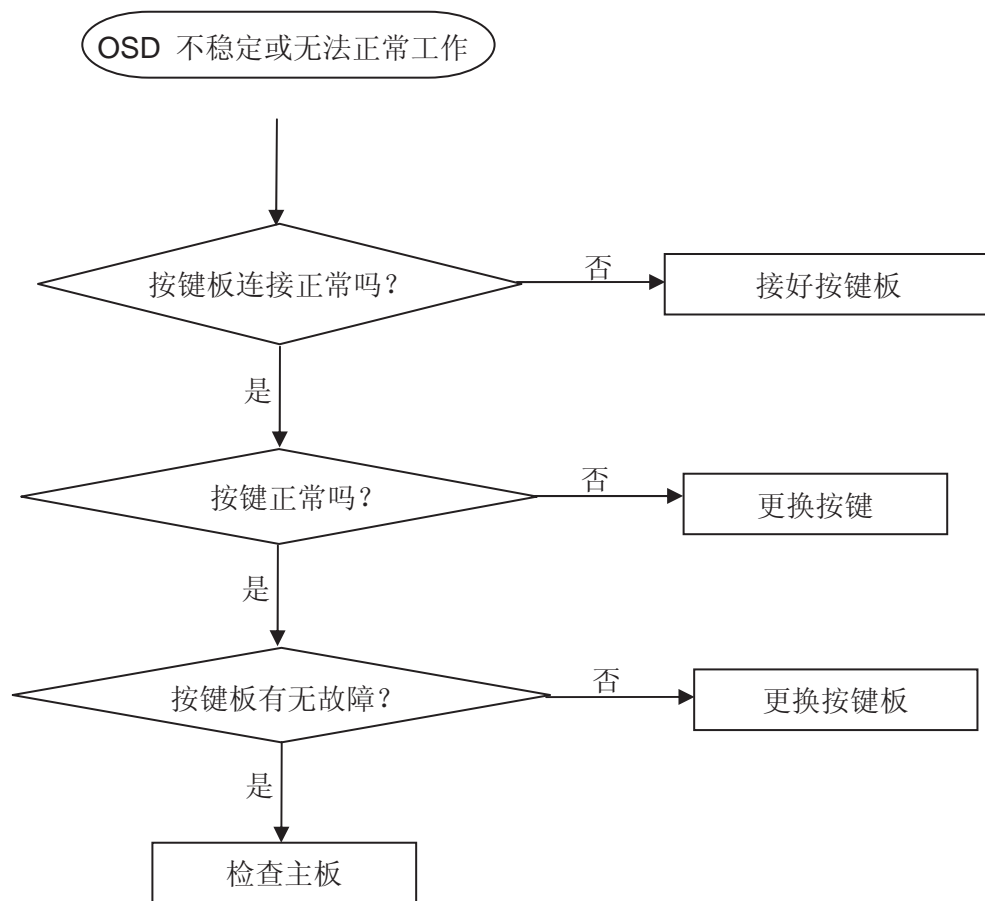 OSD 不稳定或无法正常工作
按键板连接正常吗？
否
接好按键板
是
按键正常吗？
否
更换按键
是
按键板有无故障？
否
更换按键板
是
检查主板